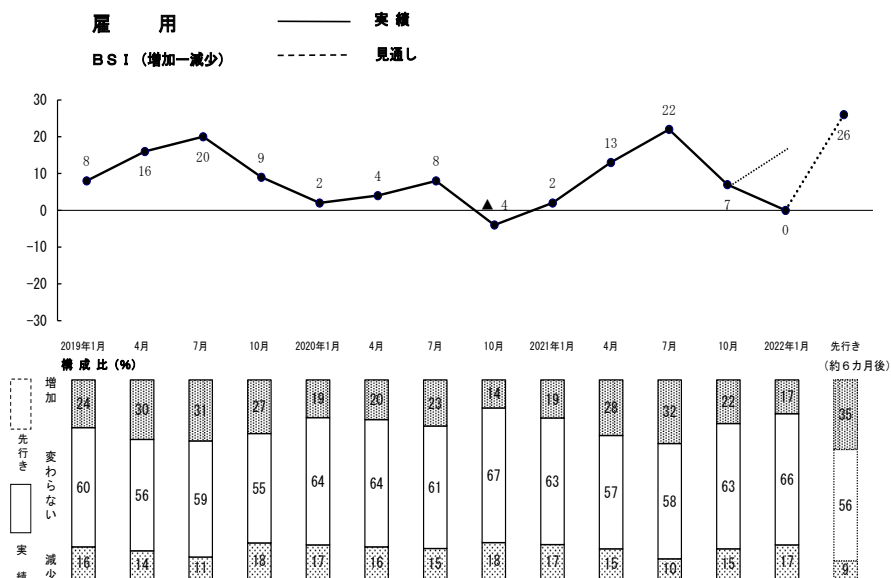 雇 用
実 績
BSI（増加ー減少）
見通し
30
20
10
0
-10
-20
-30
8
16
20
9
2
4
8
▲ 4
2
13
22
7
0
26
2019年1月 4月 7月 10月 2020年1月 4月 7月 10月 2021年1月 4月 7月 10月 2022年1月 先行き
構 成 比（%） （約６カ月後）
増加
24 30 31 27 19 20 23 14 19 28 32 22 17 35
先行き
変わらない
60 56 59 55 64 64 61 67 63 57 58 63 66 56
実績
減少
16 14 11 18 17 16 15 18 17 15 10 15 17 9